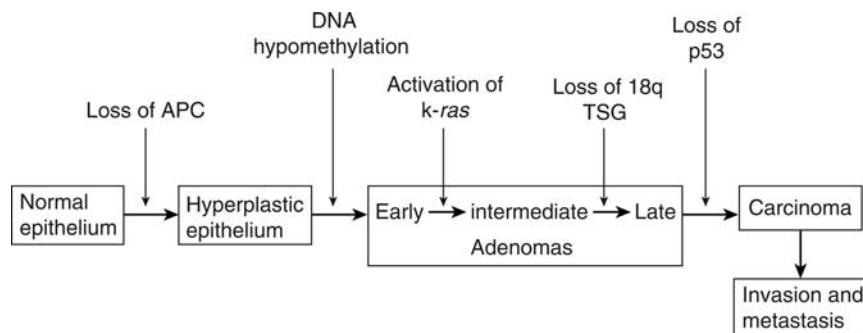 DNA
hypomethylation
Loss of
p53
Activation of
k-ras
Loss of 18q
TSG
Loss of APC
Normal
epithelium
Hyperplastic
epithelium
Early
intermediate
Late
Adenomas
Carcinoma
Invasion and
metastasis